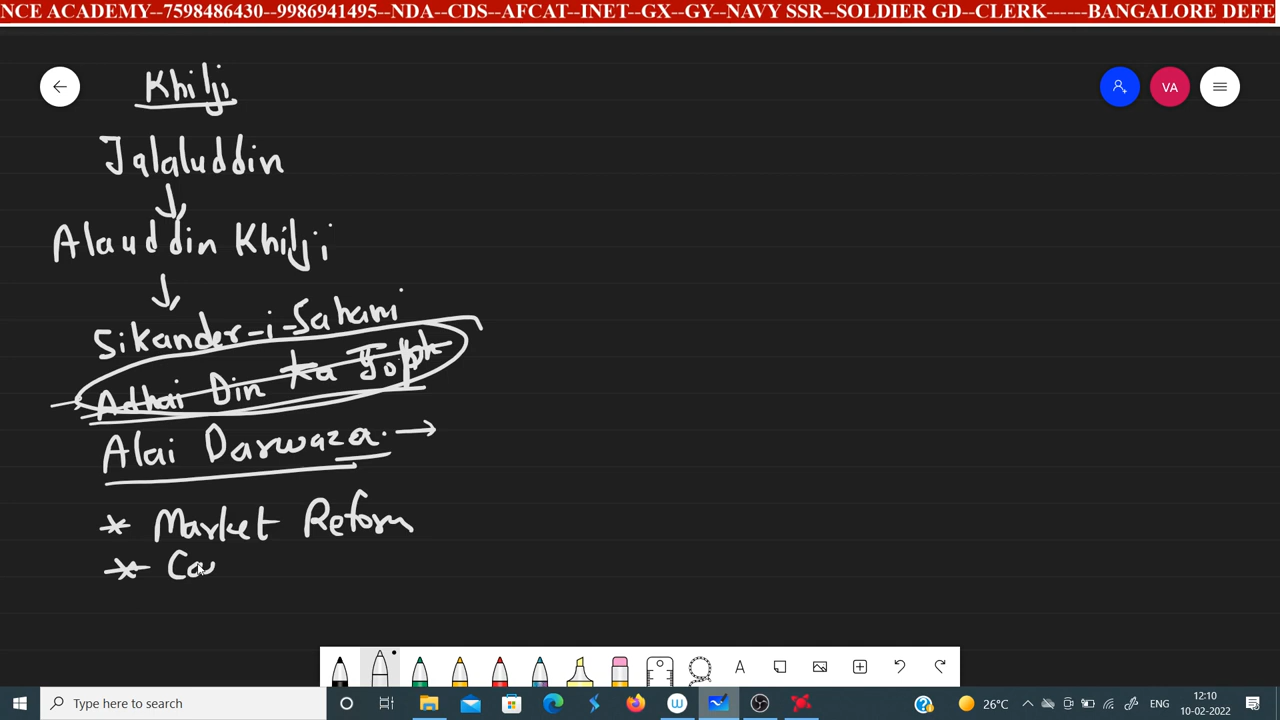 NCE ACADEMY--7598486430--9986941495--NDA--CDS--AFCAT--INET--GX--GY--NAVY SSR--SOLDIER GD--CLERK------BANGALORE DEFE
Khilji
VA
Jalaluddin
Alauddin Khilji
Sikander-i-Sahani
Adhai Din Ka
Alai Darwaza.
* Market Reform
* Ca
A
Type here to search
W
26°C
ENG
12:10
10-02-2022